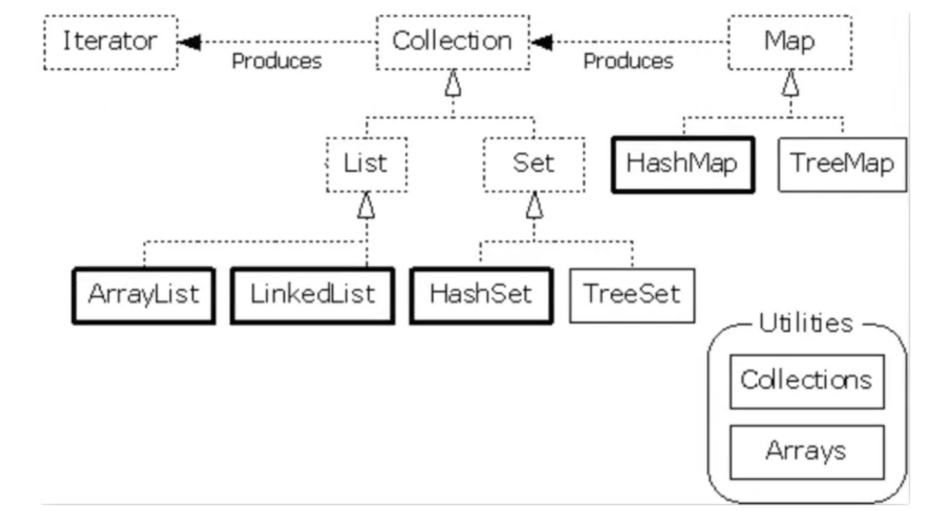 Iterator
Produces
Collection
Produces
Map
List
Set
HashMap
TreeMap
ArrayList
LinkedList
HashSet
TreeSet
Utilities
Collections
Arrays